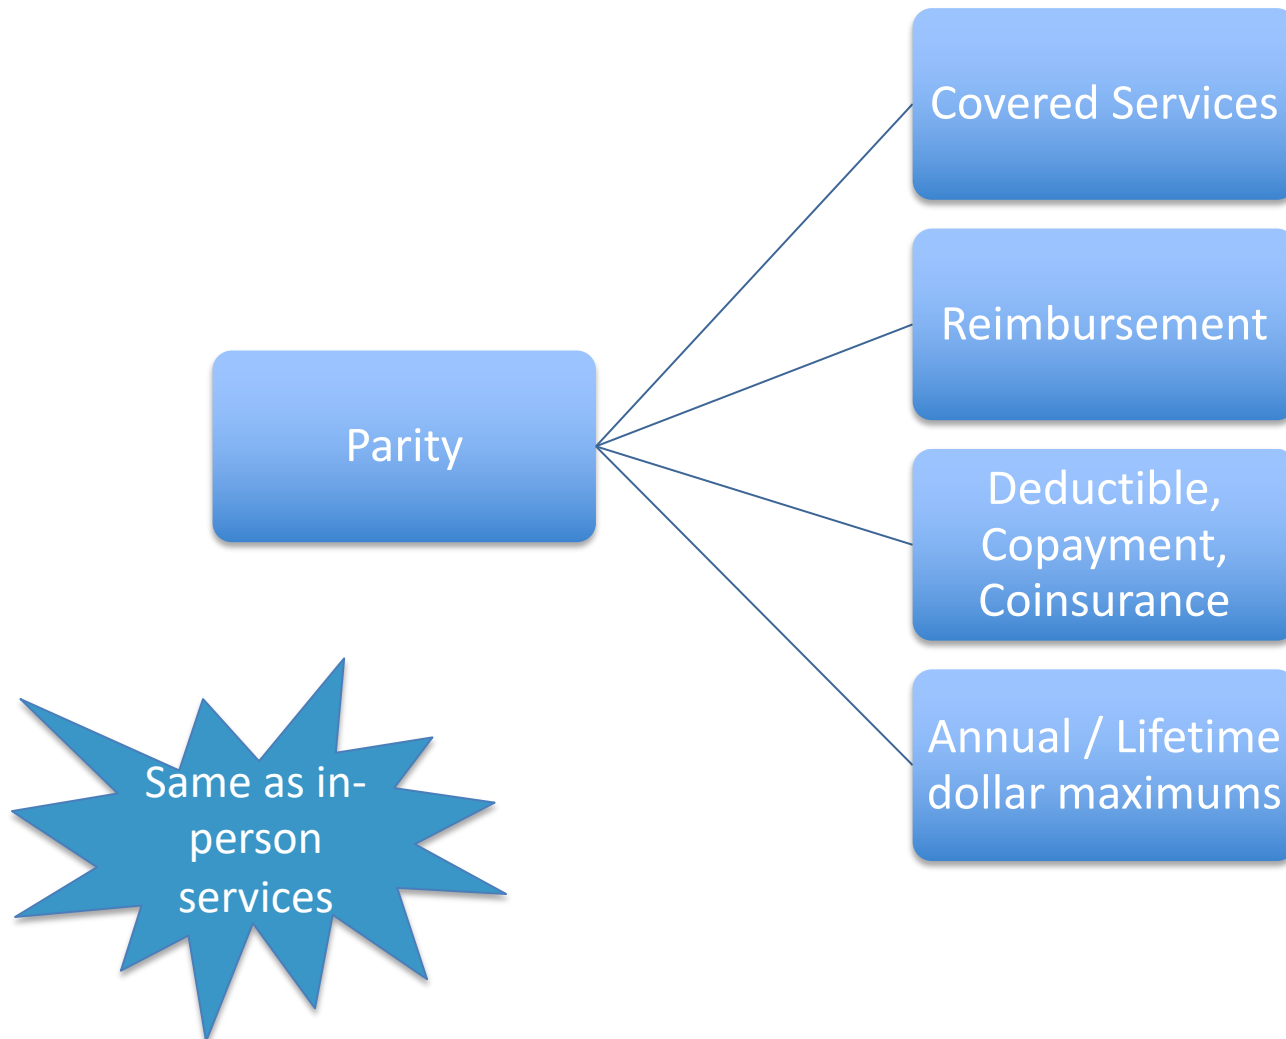 Covered Services
Reimbursement
Parity
Deductible,
Copayment,
Coinsurance
Annual / Lifetime
dollar maximums
Same as in-
person
services